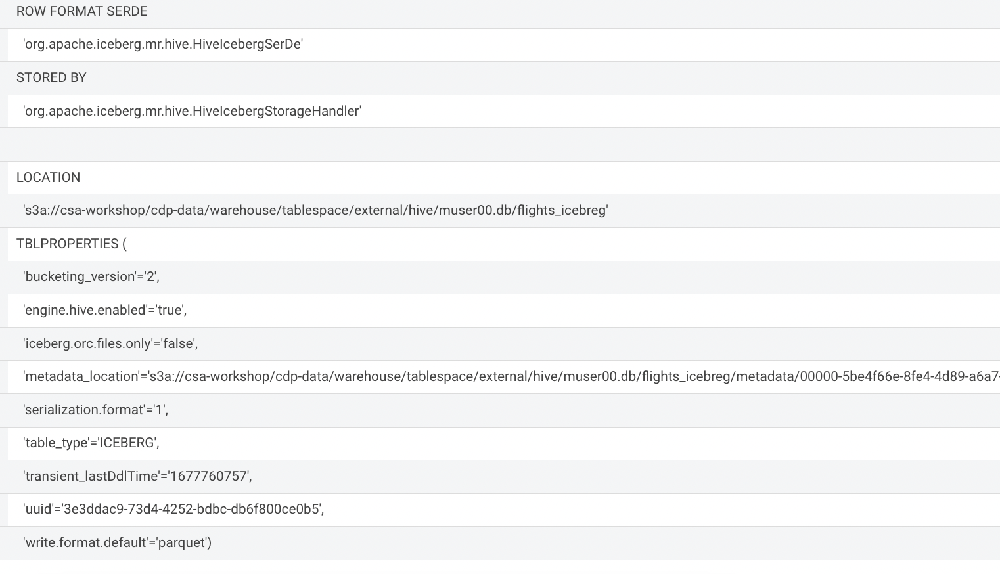 ROW FORMAT SERDE
'org.apache.iceberg.mr.hive.HiveIcebergSerDe'
STORED BY
'org.apache.iceberg.mr.hive.HiveIcebergStorageHandler'
LOCATION
's3a://csa-workshop/cdp-data/warehouse/tablespace/external/hive/muser00.db/flights_icebreg'
TBLPROPERTIES (
'bucketing_version'='2',
'engine.hive.enabled'='true',
'iceberg.orc.files.only'='false',
'metadata_location'='s3a://csa-workshop/cdp-data/warehouse/tablespace/external/hive/muser00.db/flights_icebreg/metadata/00000-5be4f66e-8fe4-4d89-a6a7-
'serialization.format'='1',
'table_type'='ICEBERG',
'transient_lastDdlTime'='1677760757',
'uuid'='3e3ddac9-73d4-4252-bdbc-db6f800ce0b5',
'write.format.default'='parquet')